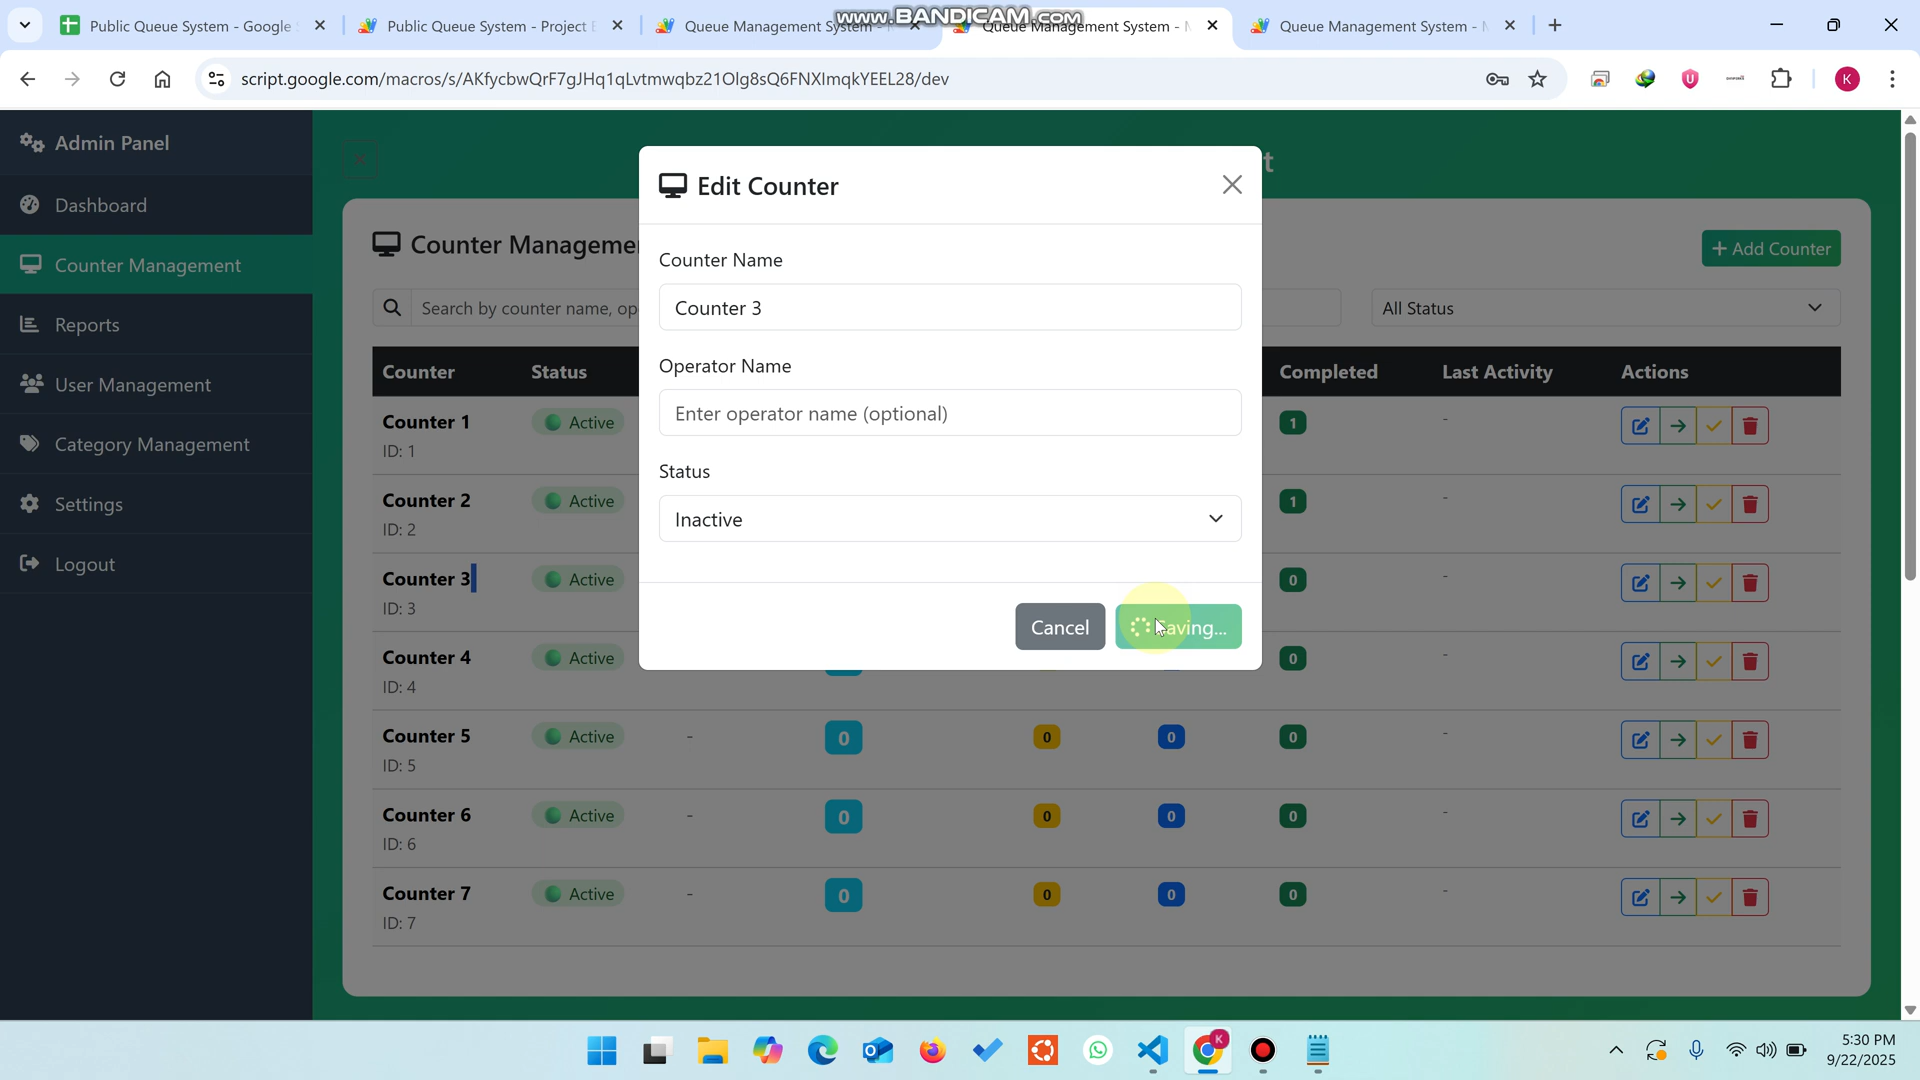 Public Queue System - Google
Public Queue System - Project E
Queue Management System -
Queue Management System - M
Queue Management System -
www.BANDICAM.com
script.google.com/macros/s/AKfycbwQrF7gJHq1qLvtmwqbz21Olg8sQ6FNXImqkYEEL28/dev
K
Admin Panel
Dashboard
Counter Management
Reports
User Management
Category Management
Settings
Logout
Edit Counter
Counter Name
Counter 3
Operator Name
Enter operator name (optional)
Status
Inactive
Cancel
Saving...
t
Counter Manageme
+ Add Counter
Search by counter name, op
All Status
Counter Status Completed Last Activity Actions
Counter 1 Active 1 -
ID: 1
Counter 2 Active 1 -
ID: 2
Counter 3 Active 0 -
ID: 3
Counter 4 Active 0 -
ID: 4
Counter 5 Active - 0 0 0 0 -
ID: 5
Counter 6 Active - 0 0 0 0 -
ID: 6
Counter 7 Active - 0 0 0 0 -
ID: 7
K
5:30 PM
9/22/2025